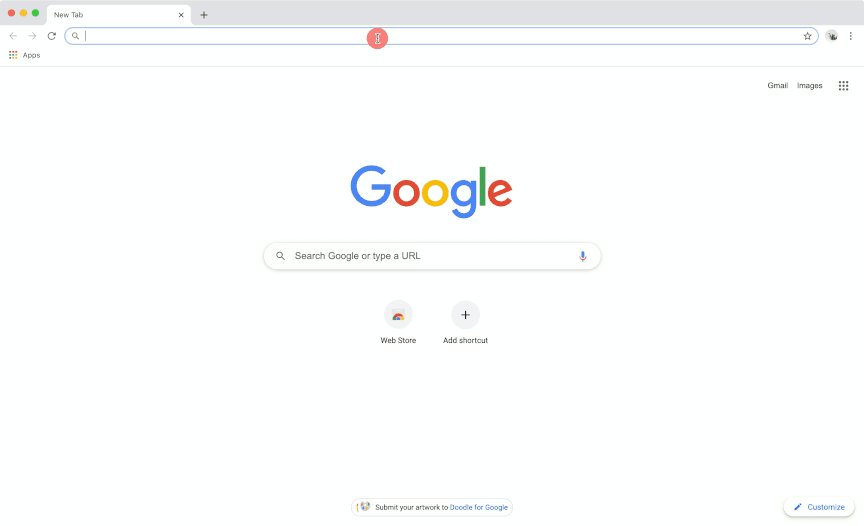 New Tab
Apps
Gmail Images
Google
Search Google or type a URL
Web Store Add shortcut
Submit your artwork to Doodle for Google
Customize